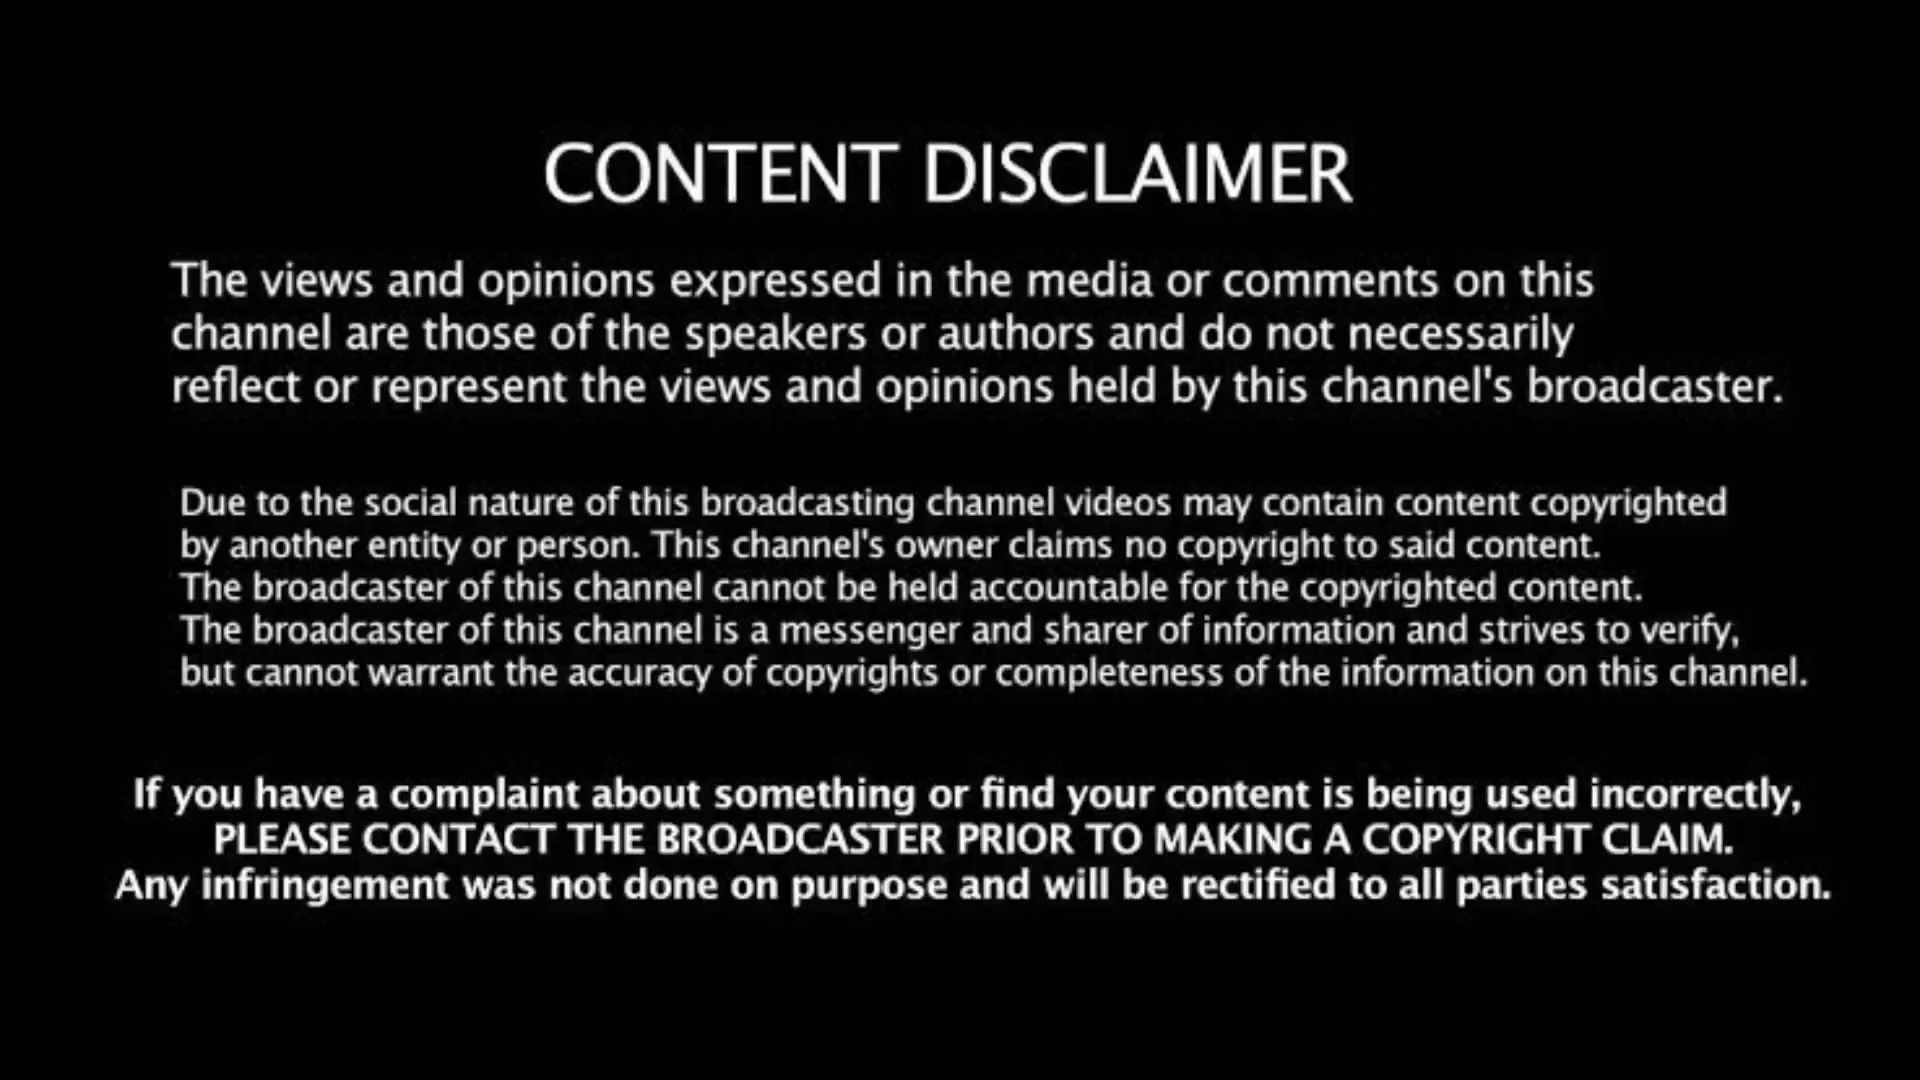 CONTENT DISCLAIMER
The views and opinions expressed in the media or comments on this
channel are those of the speakers or authors and do not necessarily
reflect or represent the views and opinions held by this channel's broadcaster.
Due to the social nature of this broadcasting channel videos may contain content copyrighted
by another entity or person. This channel's owner claims no copyright to said content.
The broadcaster of this channel cannot be held accountable for the copyrighted content.
The broadcaster of this channel is a messenger and sharer of information and strives to verify,
but cannot warrant the accuracy of copyrights or completeness of the information on this channel.
If you have a complaint about something or find your content is being used incorrectly,
PLEASE CONTACT THE BROADCASTER PRIOR TO MAKING A COPYRIGHT CLAIM.
Any infringement was not done on purpose and will be rectified to all parties satisfaction.